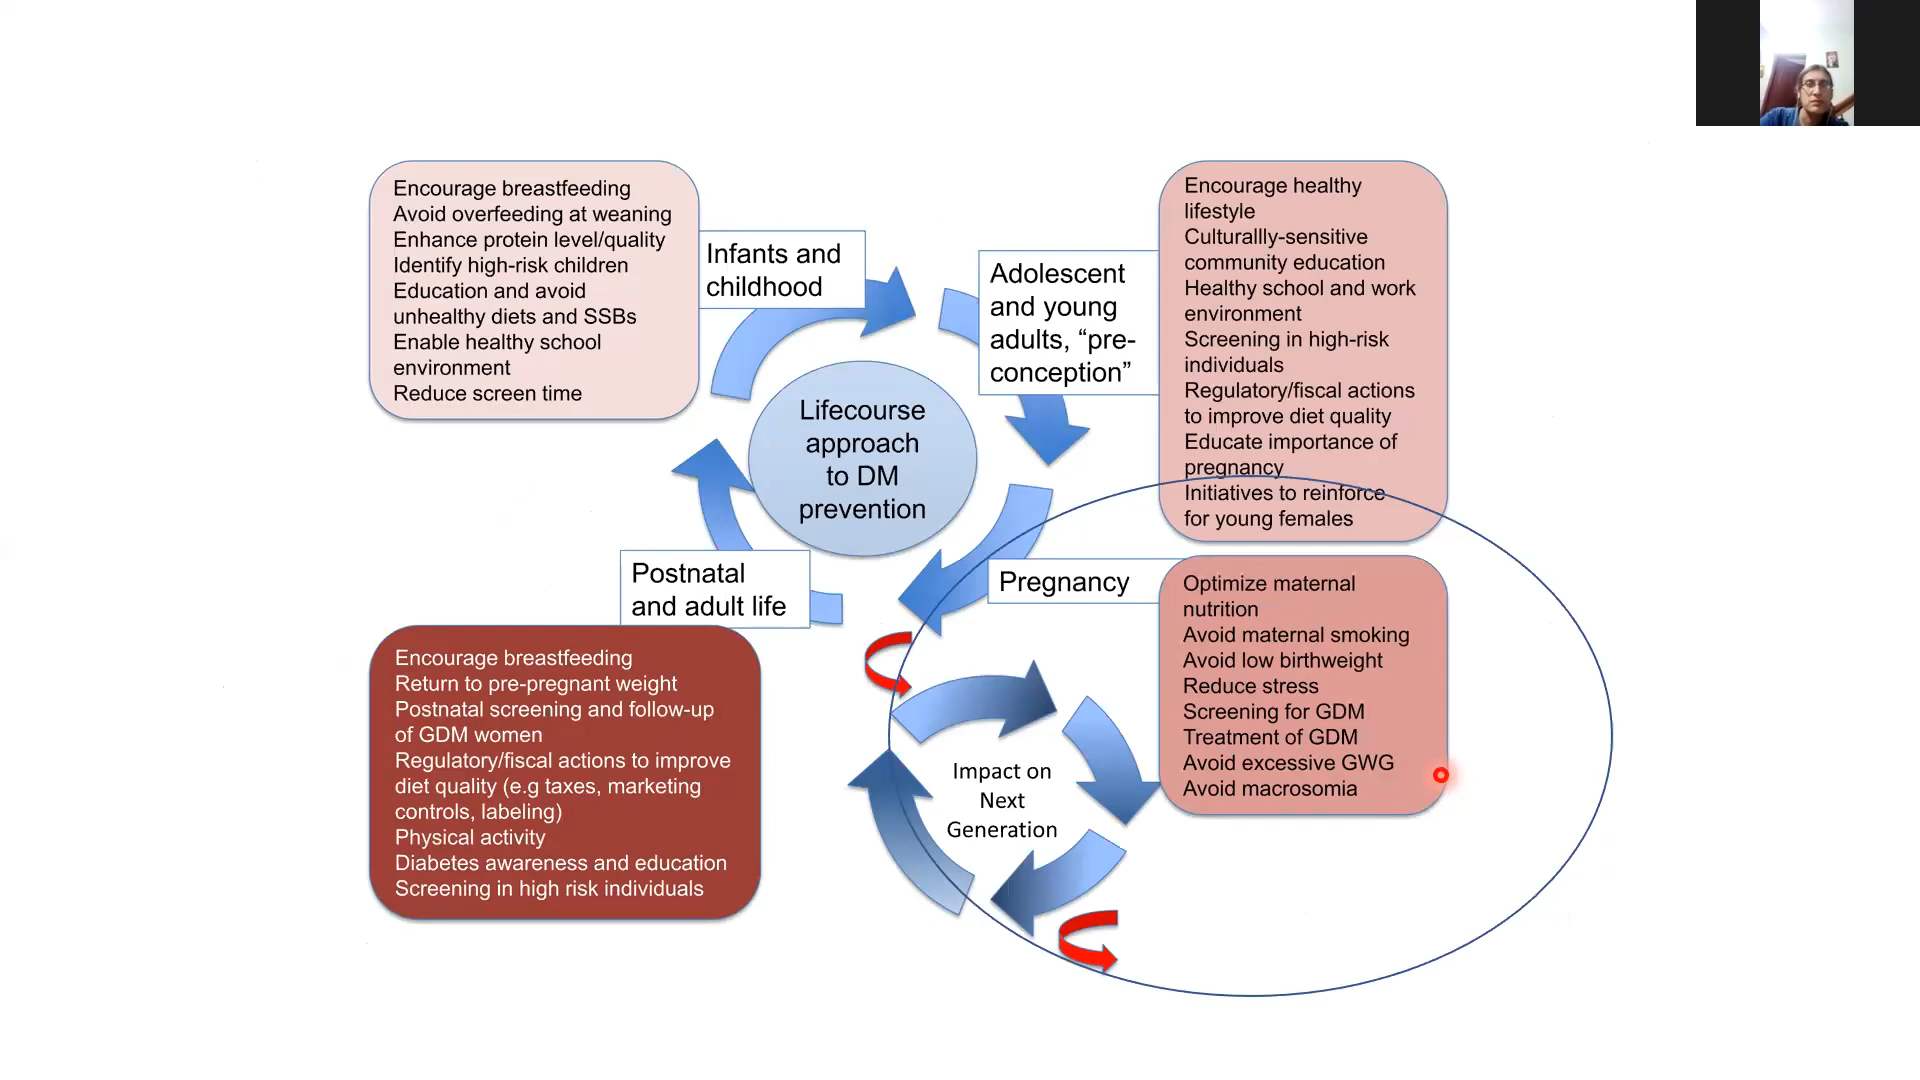 Encourage breastfeeding
Avoid overfeeding at weaning
Enhance protein level/quality
Identify high-risk children
Education and avoid
unhealthy diets and SSBs
Enable healthy school
environment
Reduce screen time
Infants and
childhood
Adolescent
and young
adults, “pre-
conception”
Encourage healthy
lifestyle
Culturallly-sensitive
community education
Healthy school and work
environment
Screening in high-risk
individuals
Regulatory/fiscal actions
to improve diet quality
Educate importance of
pregnancy
Initiatives to reinforce
for young females
Lifecourse
approach
to DM
prevention
Postnatal
and adult life
Pregnancy
Optimize maternal
nutrition
Avoid maternal smoking
Avoid low birthweight
Reduce stress
Screening for GDM
Treatment of GDM
Avoid excessive GWG
Avoid macrosomia
Encourage breastfeeding
Return to pre-pregnant weight
Postnatal screening and follow-up
of GDM women
Regulatory/fiscal actions to improve
diet quality (e.g taxes, marketing
controls, labeling)
Physical activity
Diabetes awareness and education
Screening in high risk individuals
Impact on
Next
Generation